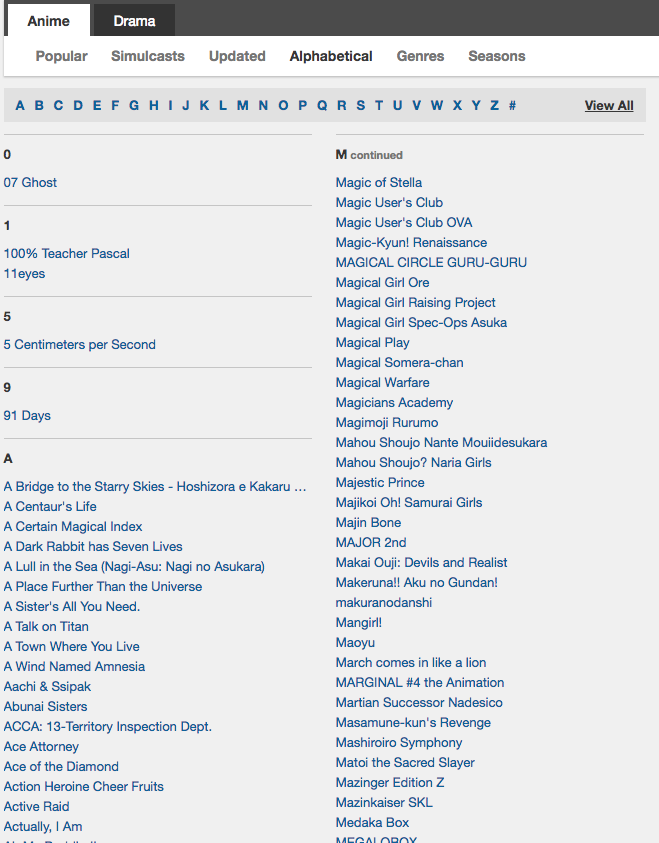 Anime Drama
Popular Simulcasts Updated Alphabetical Genres Seasons
A B C D E F G H I J K L M N O P Q R S T U V W X Y Z # View All
0
07 Ghost
1
100% Teacher Pascal
11eyes
5
5 Centimeters per Second
9
91 Days
A
A Bridge to the Starry Skies - Hoshizora e Kakaru ...
A Centaur's Life
A Certain Magical Index
A Dark Rabbit has Seven Lives
A Lull in the Sea (Nagi-Asu: Nagi no Asukara)
A Place Further Than the Universe
A Sister's All You Need.
A Talk on Titan
A Town Where You Live
A Wind Named Amnesia
Aachi & Ssipak
Abunai Sisters
ACCA: 13-Territory Inspection Dept.
Ace Attorney
Ace of the Diamond
Action Heroine Cheer Fruits
Active Raid
Actually, I Am
M continued
Magic of Stella
Magic User's Club
Magic User's Club OVA
Magic-Kyun! Renaissance
MAGICAL CIRCLE GURU-GURU
Magical Girl Ore
Magical Girl Raising Project
Magical Girl Spec-Ops Asuka
Magical Play
Magical Somera-chan
Magical Warfare
Magicians Academy
Magimoji Rurumo
Mahou Shoujo Nante Mouiidesukara
Mahou Shoujo? Naria Girls
Majestic Prince
Majikoi Oh! Samurai Girls
Majin Bone
MAJOR 2nd
Makai Ouji: Devils and Realist
Makeruna!! Aku no Gundan!
makuranodanshi
Mangirl!
Maoyu
March comes in like a lion
MARGINAL #4 the Animation
Martian Successor Nadesico
Masamune-kun's Revenge
Mashiroiro Symphony
Matoi the Sacred Slayer
Mazinger Edition Z
Mazinkaiser SKL
Medaka Box
MEGALOBOX